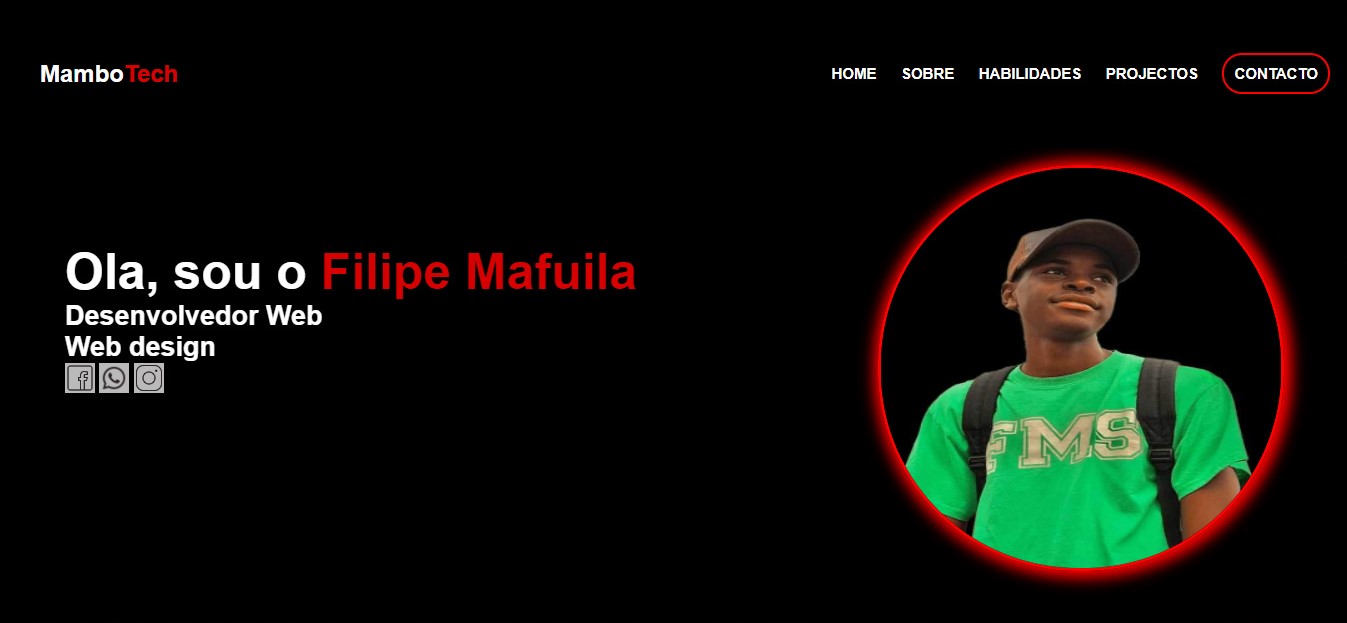 MamboTech
HOME SOBRE HABILIDADES PROJECTOS CONTACTO
Ola, sou o Filipe Mafuila
Desenvolvedor Web
Web design
FMS